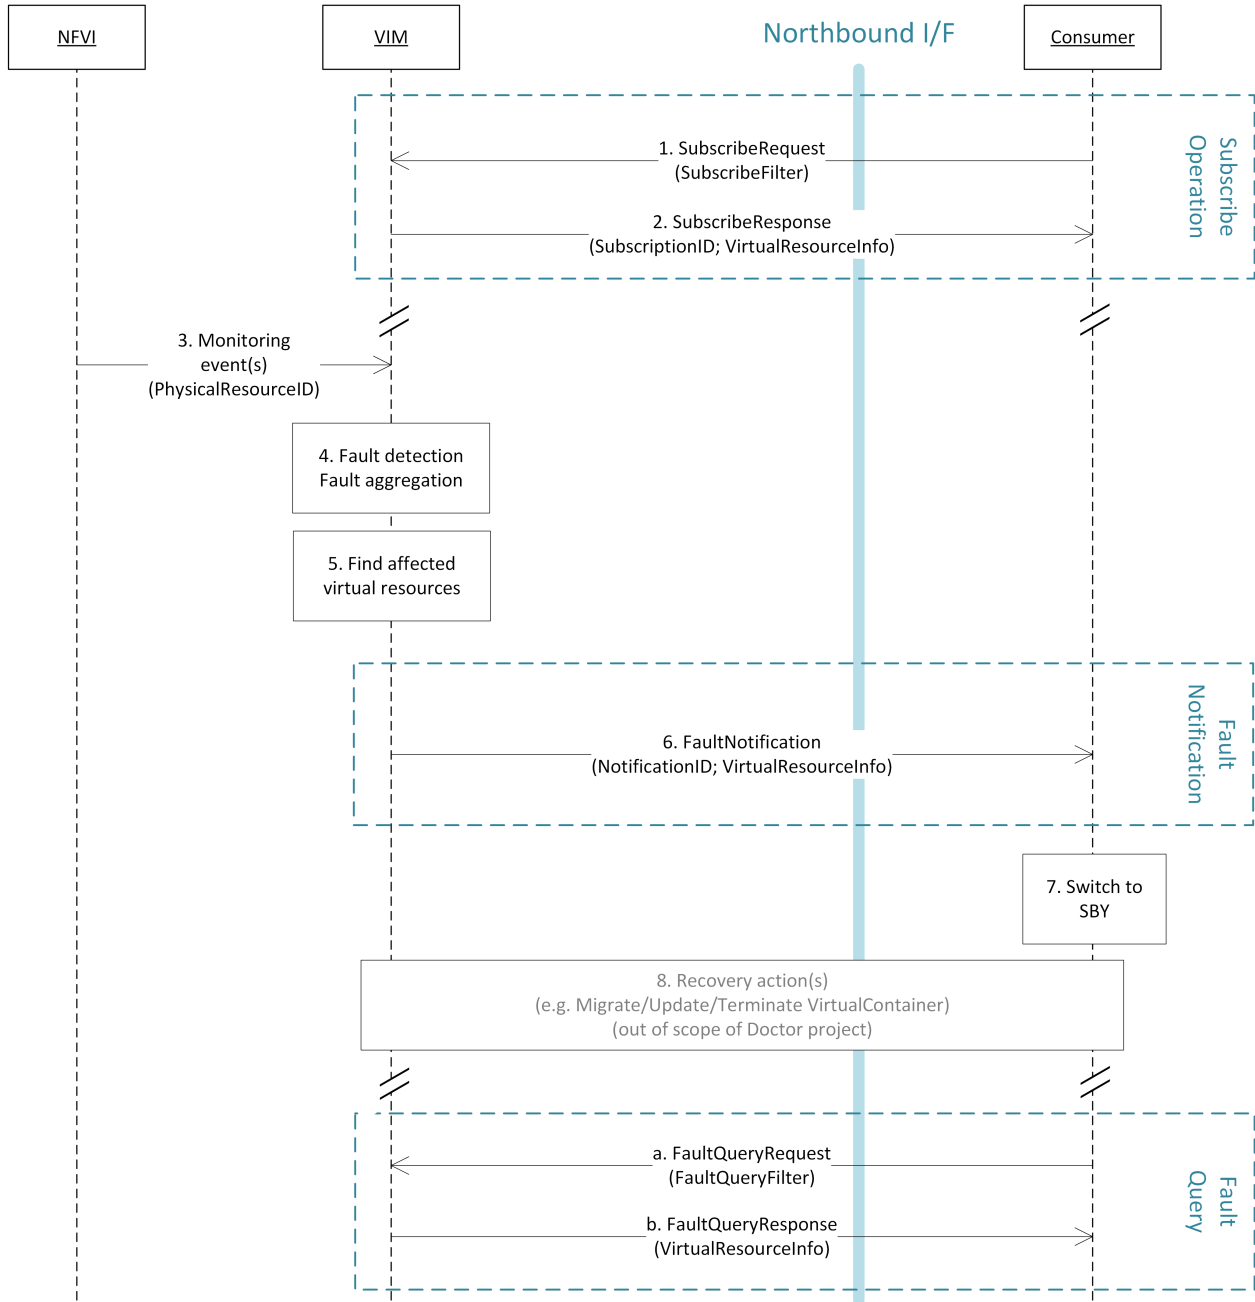 NFVI
VIM
Northbound I/F
Consumer
Subscribe
Operation
1. SubscribeRequest
(SubscribeFilter)
2. SubscribeResponse
(SubscriptionID; VirtualResourceInfo)
3. Monitoring
event(s)
(PhysicalResourceID)
4. Fault detection
Fault aggregation
5. Find affected
virtual resources
Fault
Notification
6. FaultNotification
(NotificationID; VirtualResourceInfo)
7. Switch to
SBY
8. Recovery action(s)
(e.g. Migrate/Update/Terminate VirtualContainer)
(out of scope of Doctor project)
Fault
Query
a. FaultQueryRequest
(FaultQueryFilter)
b. FaultQueryResponse
(VirtualResourceInfo)